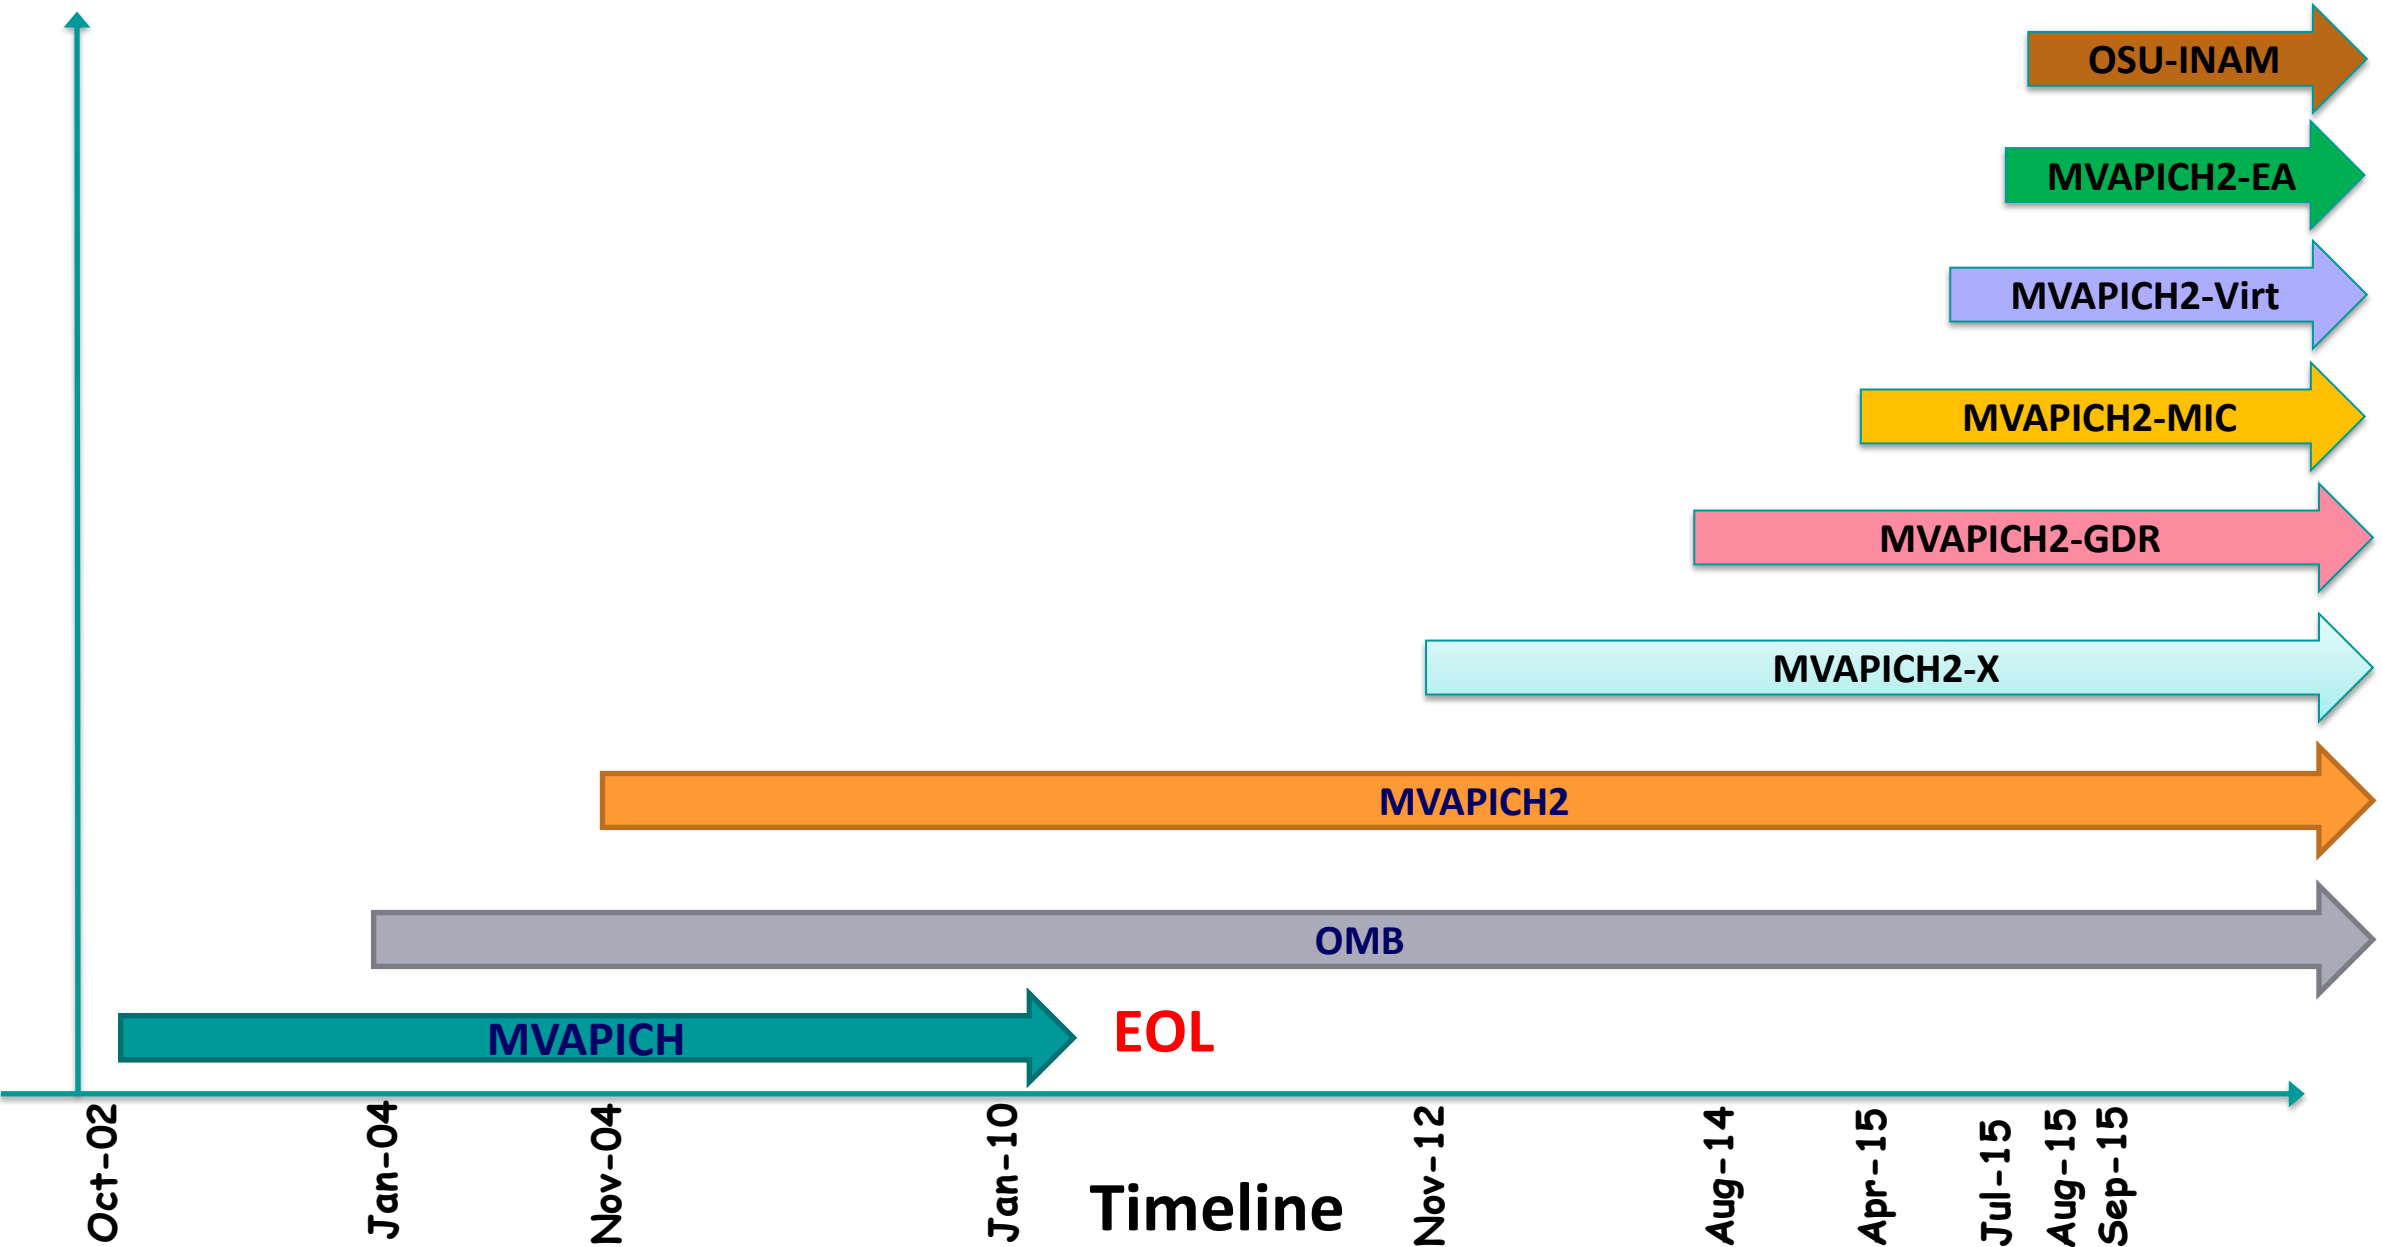 OSU-INAM
MVAPICH2-EA
MVAPICH2-Virt
MVAPICH2-MIC
MVAPICH2-GDR
MVAPICH2-X
MVAPICH2
OMB
MVAPICH
EOL
Oct-02
Jan-04
Nov-04
Jan-10
Nov-12
Aug-14
Apr-15
Jul-15
Aug-15
Sep-15
Timeline